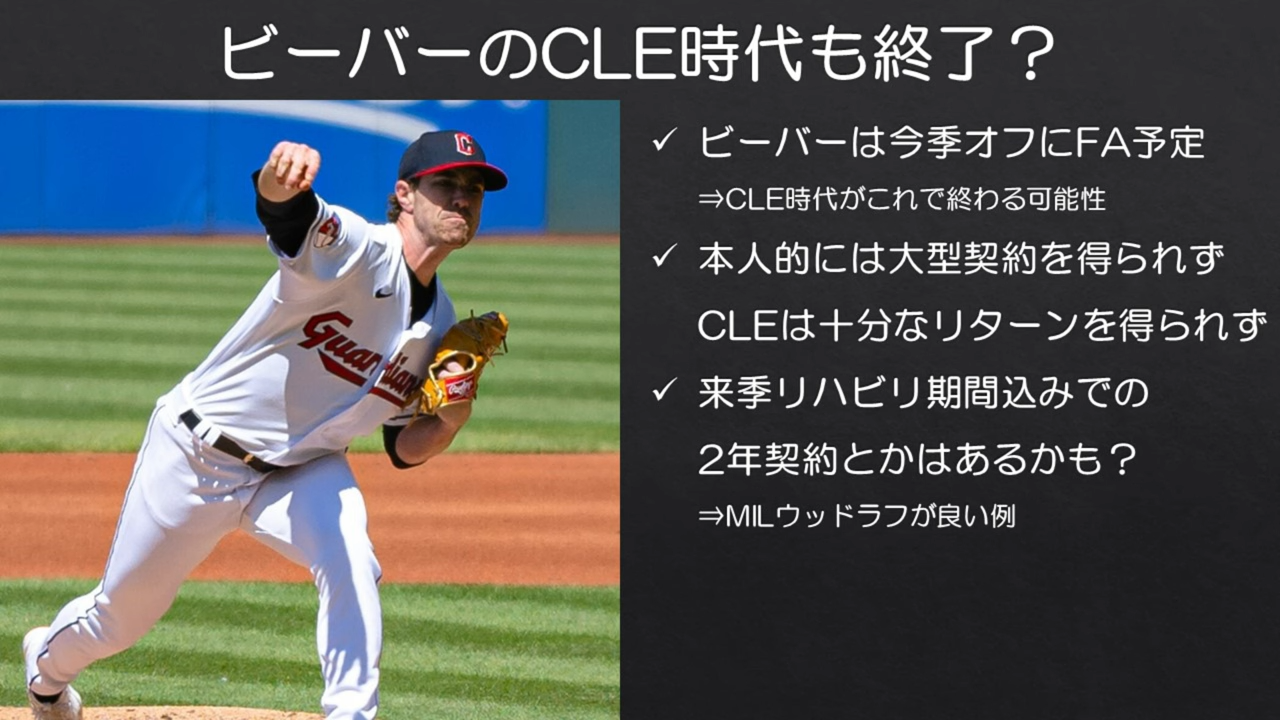 ビーバーのCLE時代も終了？
✓ ビーバーは今季オフにFA予定
⇒CLE時代がこれで終わる可能性
✓ 本人的には大型契約を得られず
CLEは十分なリターンを得られず
✓ 来季リハビリ期間込みでの
2年契約とかはあるかも？
⇒MILウッドラフが良い例
C
Guardians
Rawlings